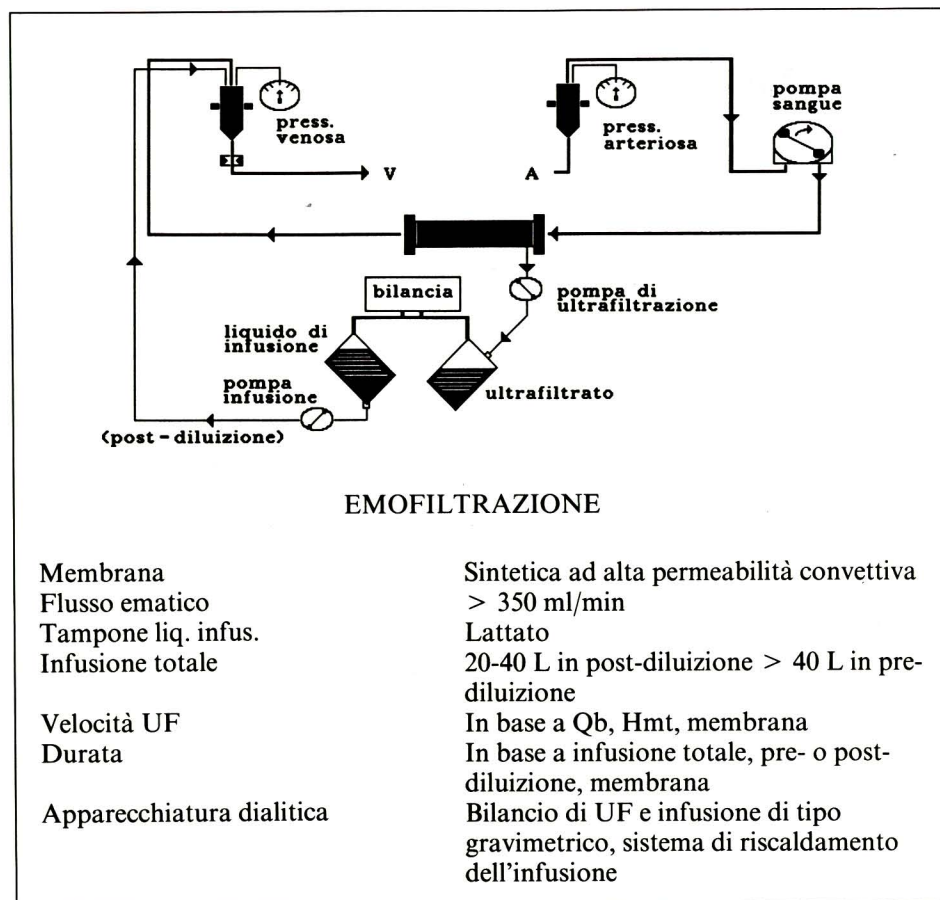 press.
venosa
V
A
press.
arteriosa
pompa
sangue
bilancia
pompa di
ultrafiltrazione
liquido di
infusione
ultrafiltrato
pompa
infusione
(post-diluizione)
EMOFILTRAZIONE
Membrana Sintetica ad alta permeabilità convettiva
Flusso ematico > 350 ml/min
Tampone liq. infus. Lattato
Infusione totale 20-40 L in post-diluizione > 40 L in pre-
diluizione
Velocità UF In base a Qb, Hmt, membrana
Durata In base a infusione totale, pre- o post-
diluizione, membrana
Apparecchiatura dialitica Bilancio di UF e infusione di tipo
gravimetrico, sistema di riscaldamento
dell'infusione